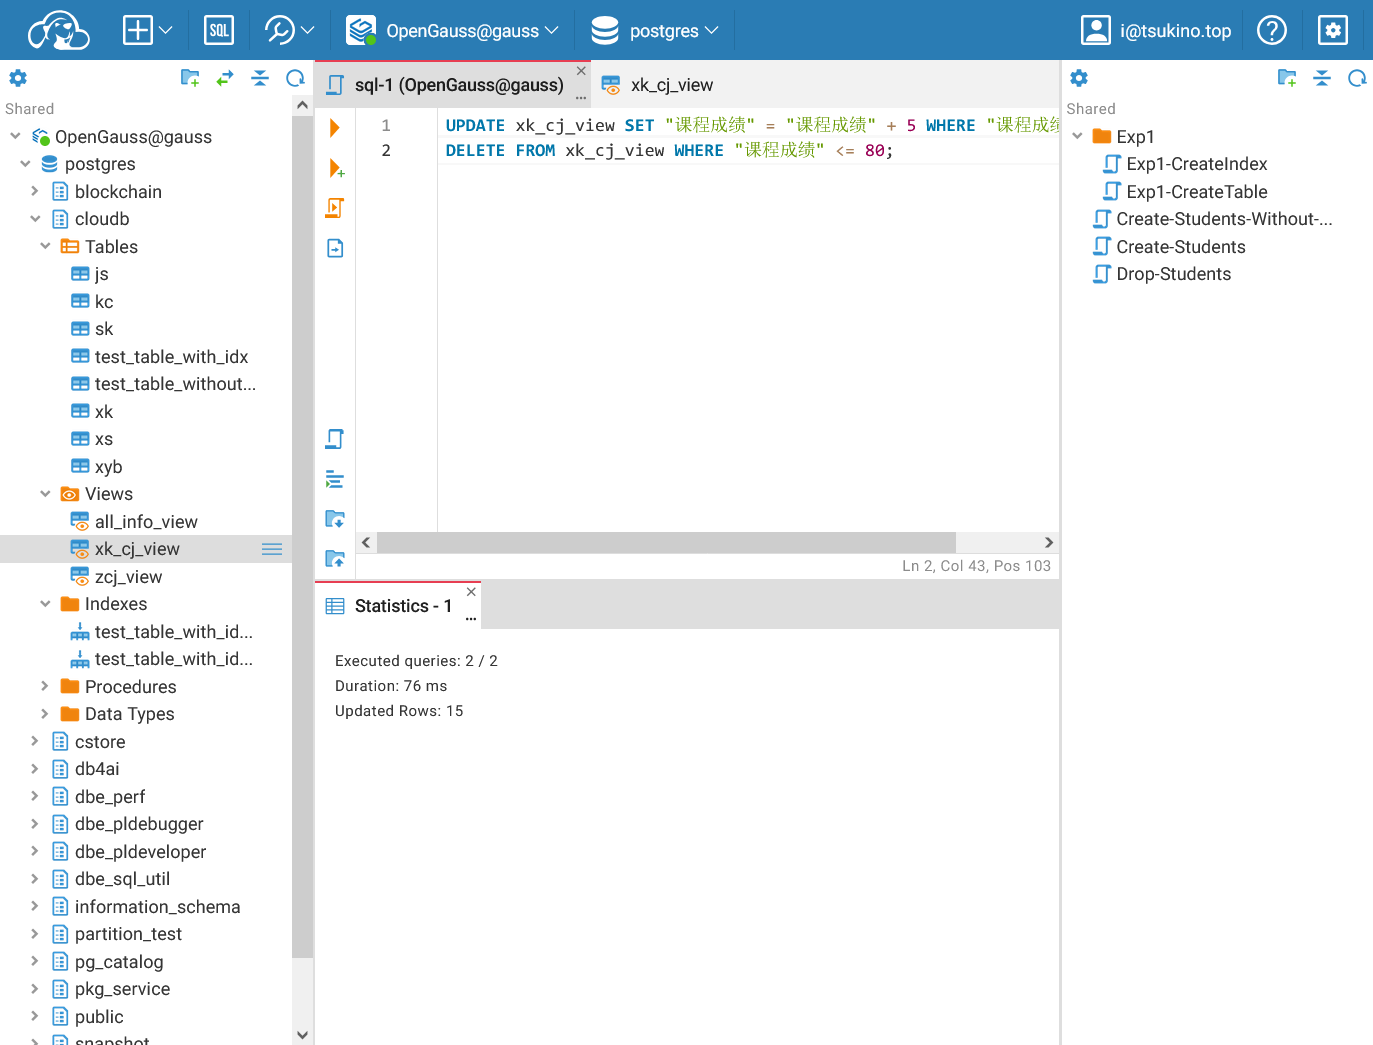 SQL
OpenGauss@gauss
postgres
i@tsukino.top
Shared
OpenGauss@gauss
postgres
blockchain
cloudb
Tables
js
kc
sk
test_table_with_idx
test_table_without...
xk
xs
xyb
Views
all_info_view
xk_cj_view
zcj_view
Indexes
test_table_with_id...
test_table_with_id...
Procedures
Data Types
cstore
db4ai
dbe_perf
dbe_pldebugger
dbe_pldeveloper
dbe_sql_util
information_schema
partition_test
pg_catalog
pkg_service
public
snapshot
sql-1 (OpenGauss@gauss)
xk_cj_view
1 UPDATE xk_cj_view SET "课程成绩" = "课程成绩" + 5 WHERE "课程成绩
2 DELETE FROM xk_cj_view WHERE "课程成绩" <= 80;
Ln 2, Col 43, Pos 103
Statistics - 1
Executed queries: 2 / 2
Duration: 76 ms
Updated Rows: 15
Shared
Exp1
Exp1-CreateIndex
Exp1-CreateTable
Create-Students-Without-...
Create-Students
Drop-Students